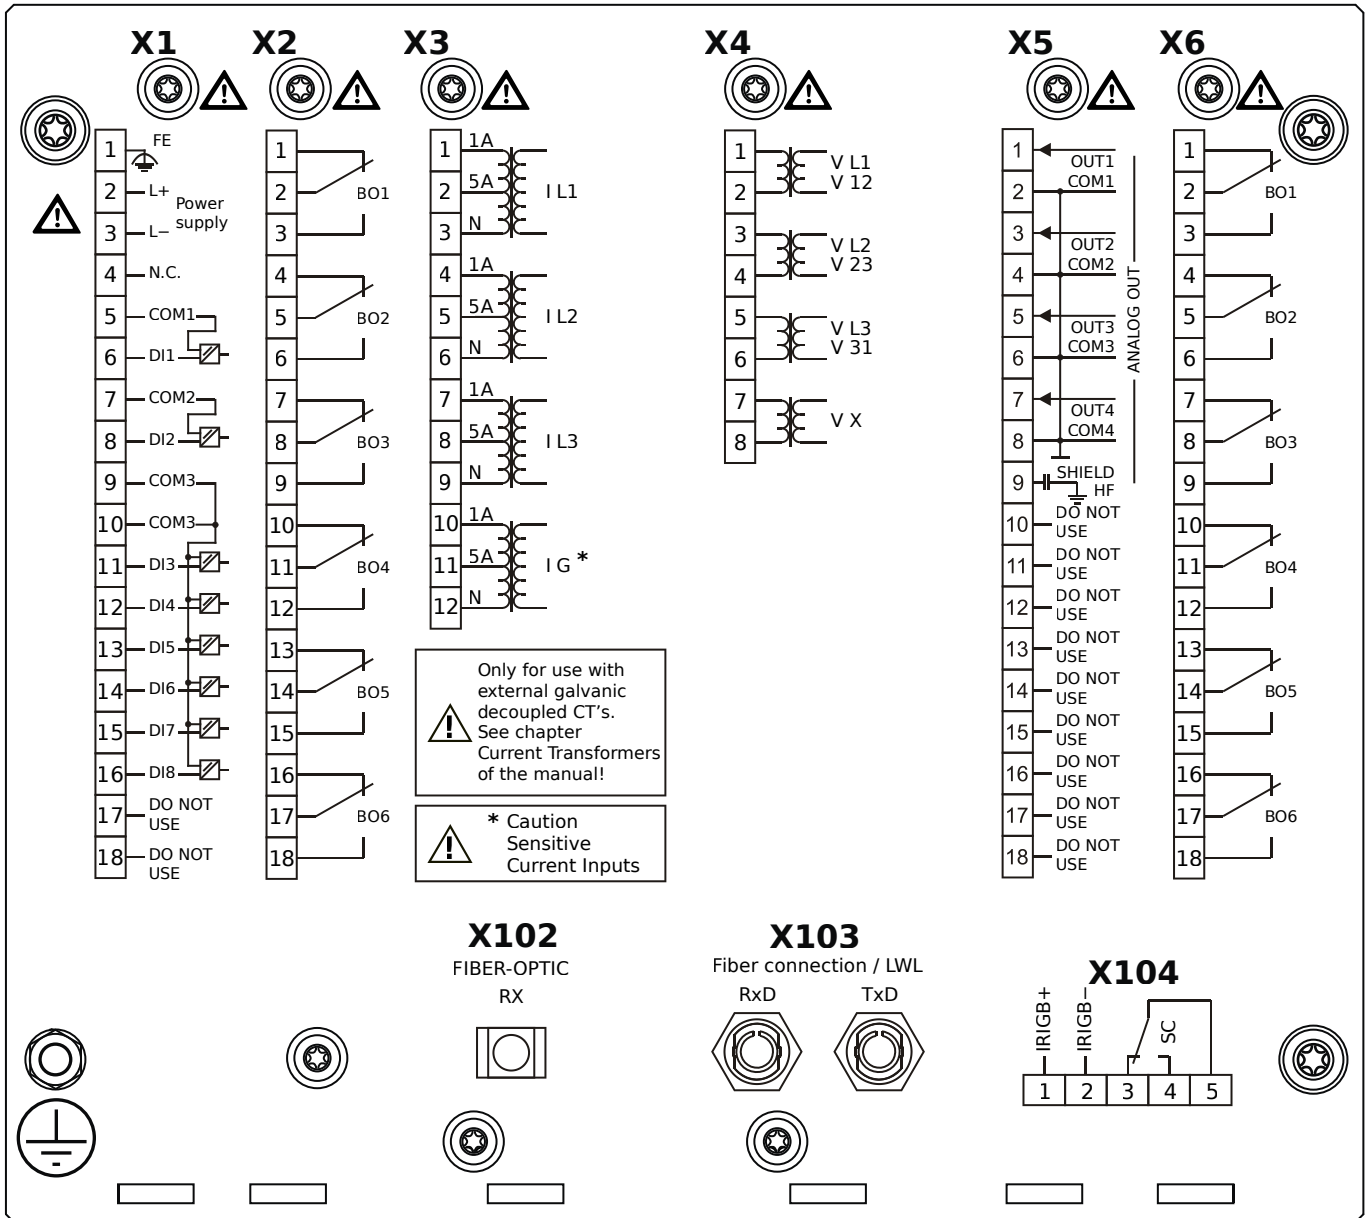 X1
X2
X3
X4
X5
X6
1
FE
2
L+
Power
supply
3
L−
4
N.C.
5
COM1
6
DI1
7
COM2
8
DI2
9
COM3
10
COM3
11
DI3
12
DI4
13
DI5
14
DI6
15
DI7
16
DI8
17
DO NOT
USE
18
DO NOT
USE
1
2
BO1
3
4
5
BO2
6
7
8
BO3
9
10
11
BO4
12
13
14
BO5
15
16
17
BO6
18
1
1A
2
5A
I L1
3
N
4
1A
5
5A
I L2
6
N
7
1A
8
5A
I L3
9
N
10
1A
11
5A
I G *
12
N
Only for use with
external galvanic
decoupled CT's.
See chapter
Current Transformers
of the manual!
* Caution
Sensitive
Current Inputs
1
V L1
2
V 12
3
V L2
4
V 23
5
V L3
6
V 31
7
V X
8
1
OUT1
2
COM1
3
OUT2
4
COM2
5
OUT3
6
COM3
7
OUT4
8
COM4
ANALOG OUT
9
SHIELD
HF
10
DO NOT
USE
11
DO NOT
USE
12
DO NOT
USE
13
DO NOT
USE
14
DO NOT
USE
15
DO NOT
USE
16
DO NOT
USE
17
DO NOT
USE
18
DO NOT
USE
1
2
BO1
3
4
5
BO2
6
7
8
BO3
9
10
11
BO4
12
13
14
BO5
15
16
17
BO6
18
X102
FIBER-OPTIC
RX
X103
Fiber connection / LWL
RxD
TxD
X104
IRIGB+
IRIGB−
SC
1
2
3
4
5